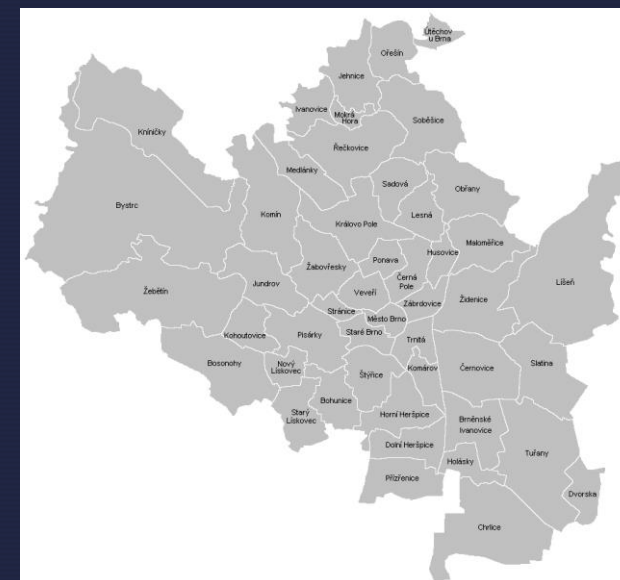 Útěchov
u Brna
Ořešín
Jehnice
Ivanovice
Mokrá
Hora
Soběšice
Kníničky
Řečkovice
Medlánky
Sadová
Obřany
Bystrc
Komín
Lesná
Královo Pole
Maloměřice
Husovice
Ponava
Žabovřesky
Líšeň
Jundrov
Černá
Pole
Žebětín
Veveří
Zábrdovice
Židenice
Stránice
Město Brno
Kohoutovice
Pisárky
Staré Brno
Trnitá
Bosonohy
Nový
Lískovec
Komárov
Černovice
Slatina
Štýřice
Bohunice
Starý
Lískovec
Horní Heršpice
Brněnské
Ivanovice
Dolní Heršpice
Tuřany
Holásky
Přízřenice
Dvorska
Chrlice